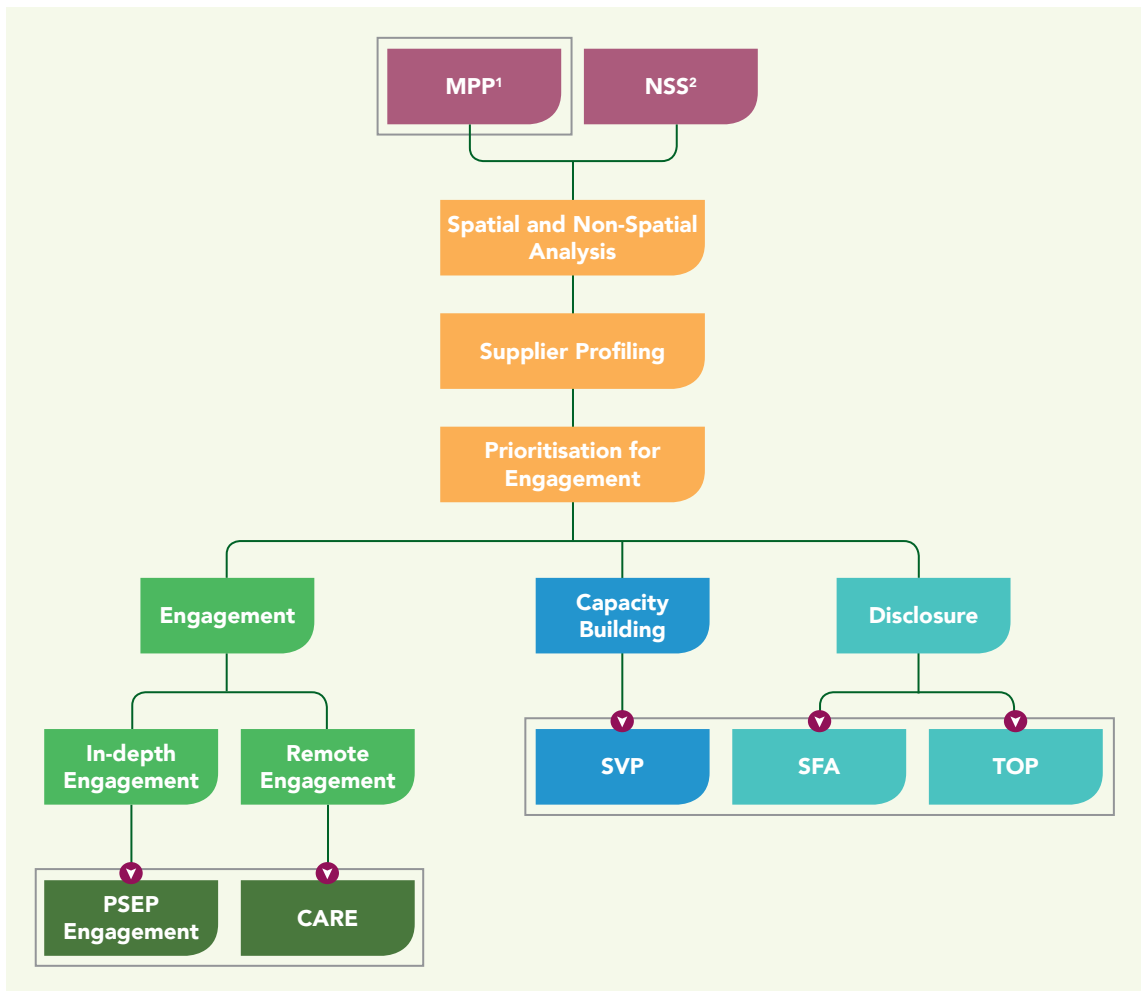 MPP¹
NSS²
Spatial and Non-Spatial
Analysis
Supplier Profiling
Prioritisation for
Engagement
Engagement
Capacity
Building
Disclosure
In-depth
Engagement
Remote
Engagement
SVP
SFA
TOP
PSEP
Engagement
CARE